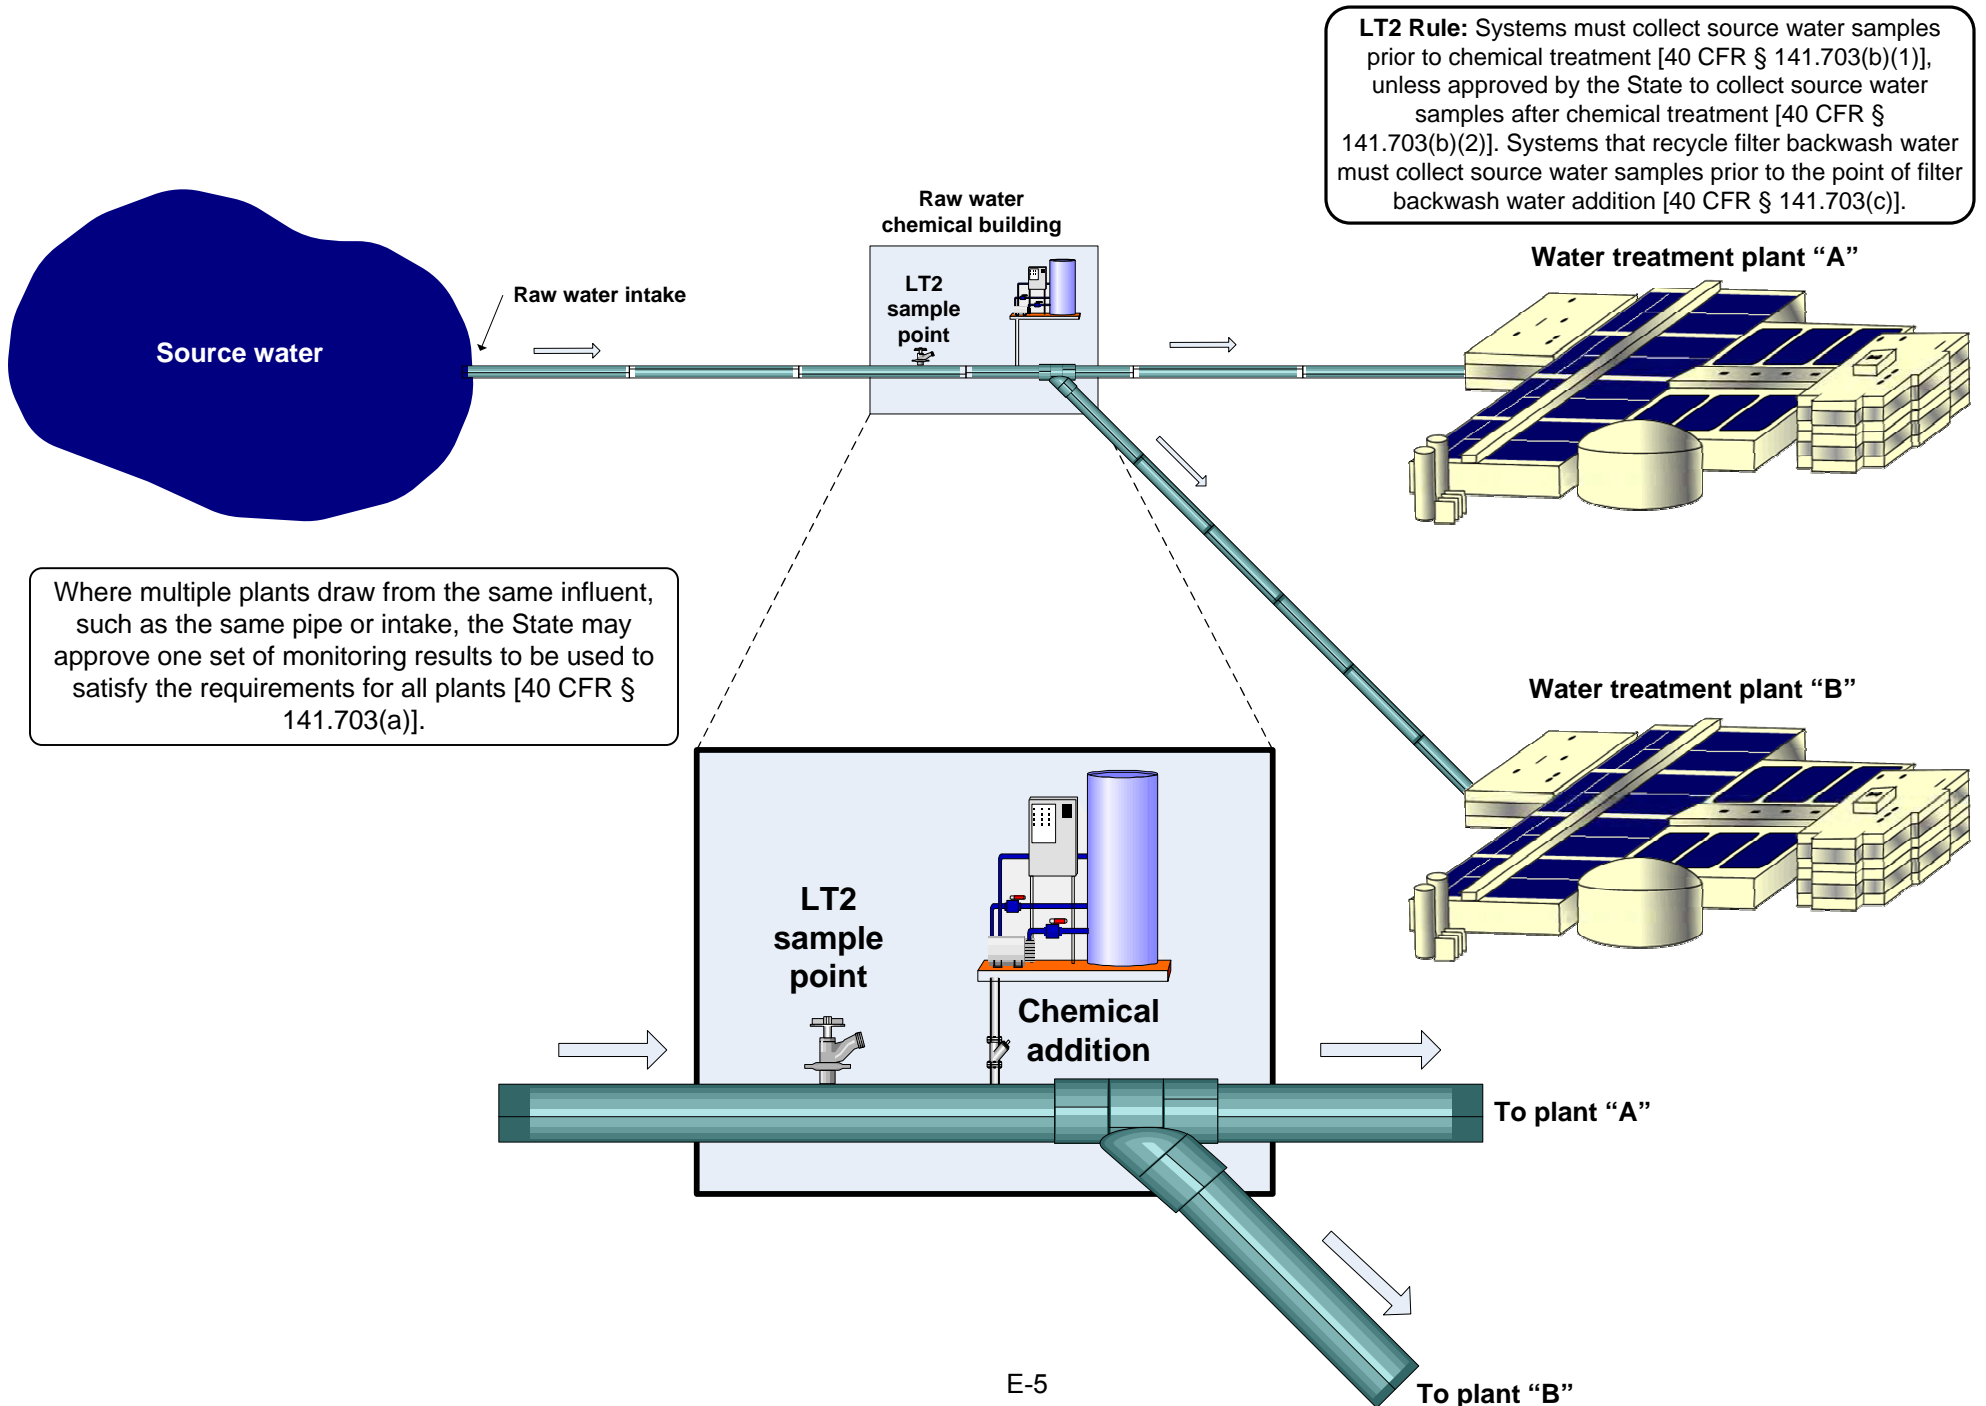 LT2 Rule: Systems must collect source water samples
prior to chemical treatment [40 CFR § 141.703(b)(1)],
unless approved by the State to collect source water
samples after chemical treatment [40 CFR §
141.703(b)(2)]. Systems that recycle filter backwash water
must collect source water samples prior to the point of filter
backwash water addition [40 CFR § 141.703(c)].
Raw water
chemical building
Water treatment plant “A”
LT2
sample
point
Raw water intake
Source water
Where multiple plants draw from the same influent,
such as the same pipe or intake, the State may
approve one set of monitoring results to be used to
satisfy the requirements for all plants [40 CFR §
141.703(a)].
Water treatment plant “B”
LT2
sample
point
Chemical
addition
To plant “A”
To plant “B”
E-5